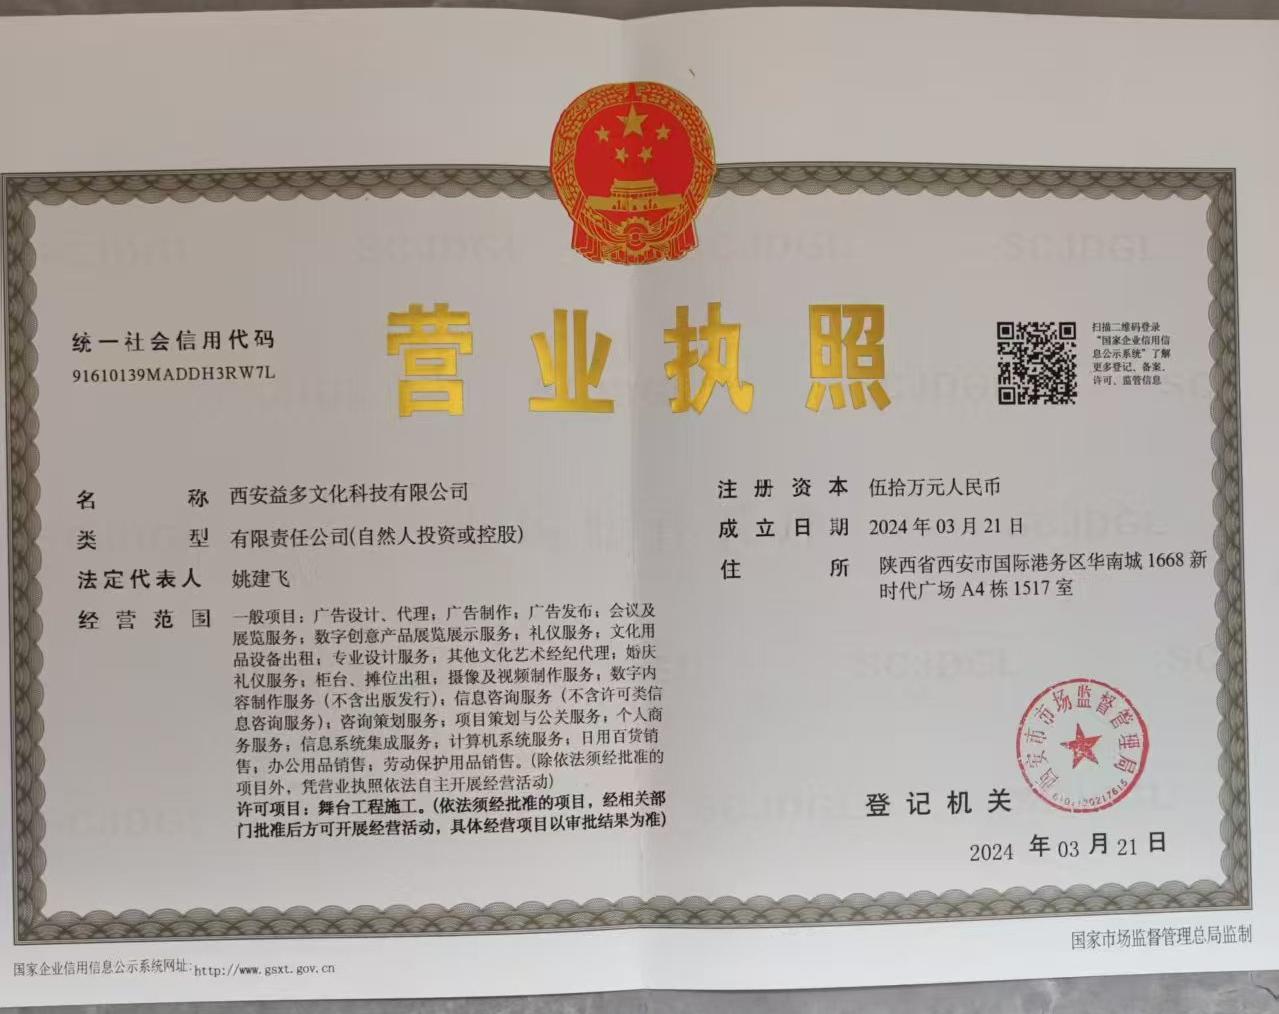 营业执照
统一社会信用代码
91610139MADDH3RW7L
扫描二维码登录
“国家企业信用信
息公示系统”了解
更多登记、备案、
许可、监管信息
名称 西安益多文化科技有限公司
类型 有限责任公司(自然人投资或控股)
法定代表人 姚建飞
经营范围 一般项目：广告设计、代理；广告制作；广告发布；会议及
展览服务；数字创意产品展览展示服务；礼仪服务；文化用
品设备出租；专业设计服务；其他文化艺术经纪代理；婚庆
礼仪服务；柜台、摊位出租；摄像及视频制作服务；数字内
容制作服务（不含出版发行）；信息咨询服务（不含许可类信
息咨询服务）；咨询策划服务；项目策划与公关服务；个人商
务服务；信息系统集成服务；计算机系统服务；日用百货销
售；办公用品销售；劳动保护用品销售。(除依法须经批准的
项目外，凭营业执照依法自主开展经营活动)
许可项目：舞台工程施工。(依法须经批准的项目，经相关部
门批准后方可开展经营活动，具体经营项目以审批结果为准)
注册资本 伍拾万元人民币
成立日期 2024年03月21日
住所 陕西省西安市国际港务区华南城1668新
时代广场A4栋1517室
西安市市场监督管理局
登记机关
2024年03月21日
国家企业信用信息公示系统网址:http://www.gsxt.gov.cn
国家市场监督管理总局监制